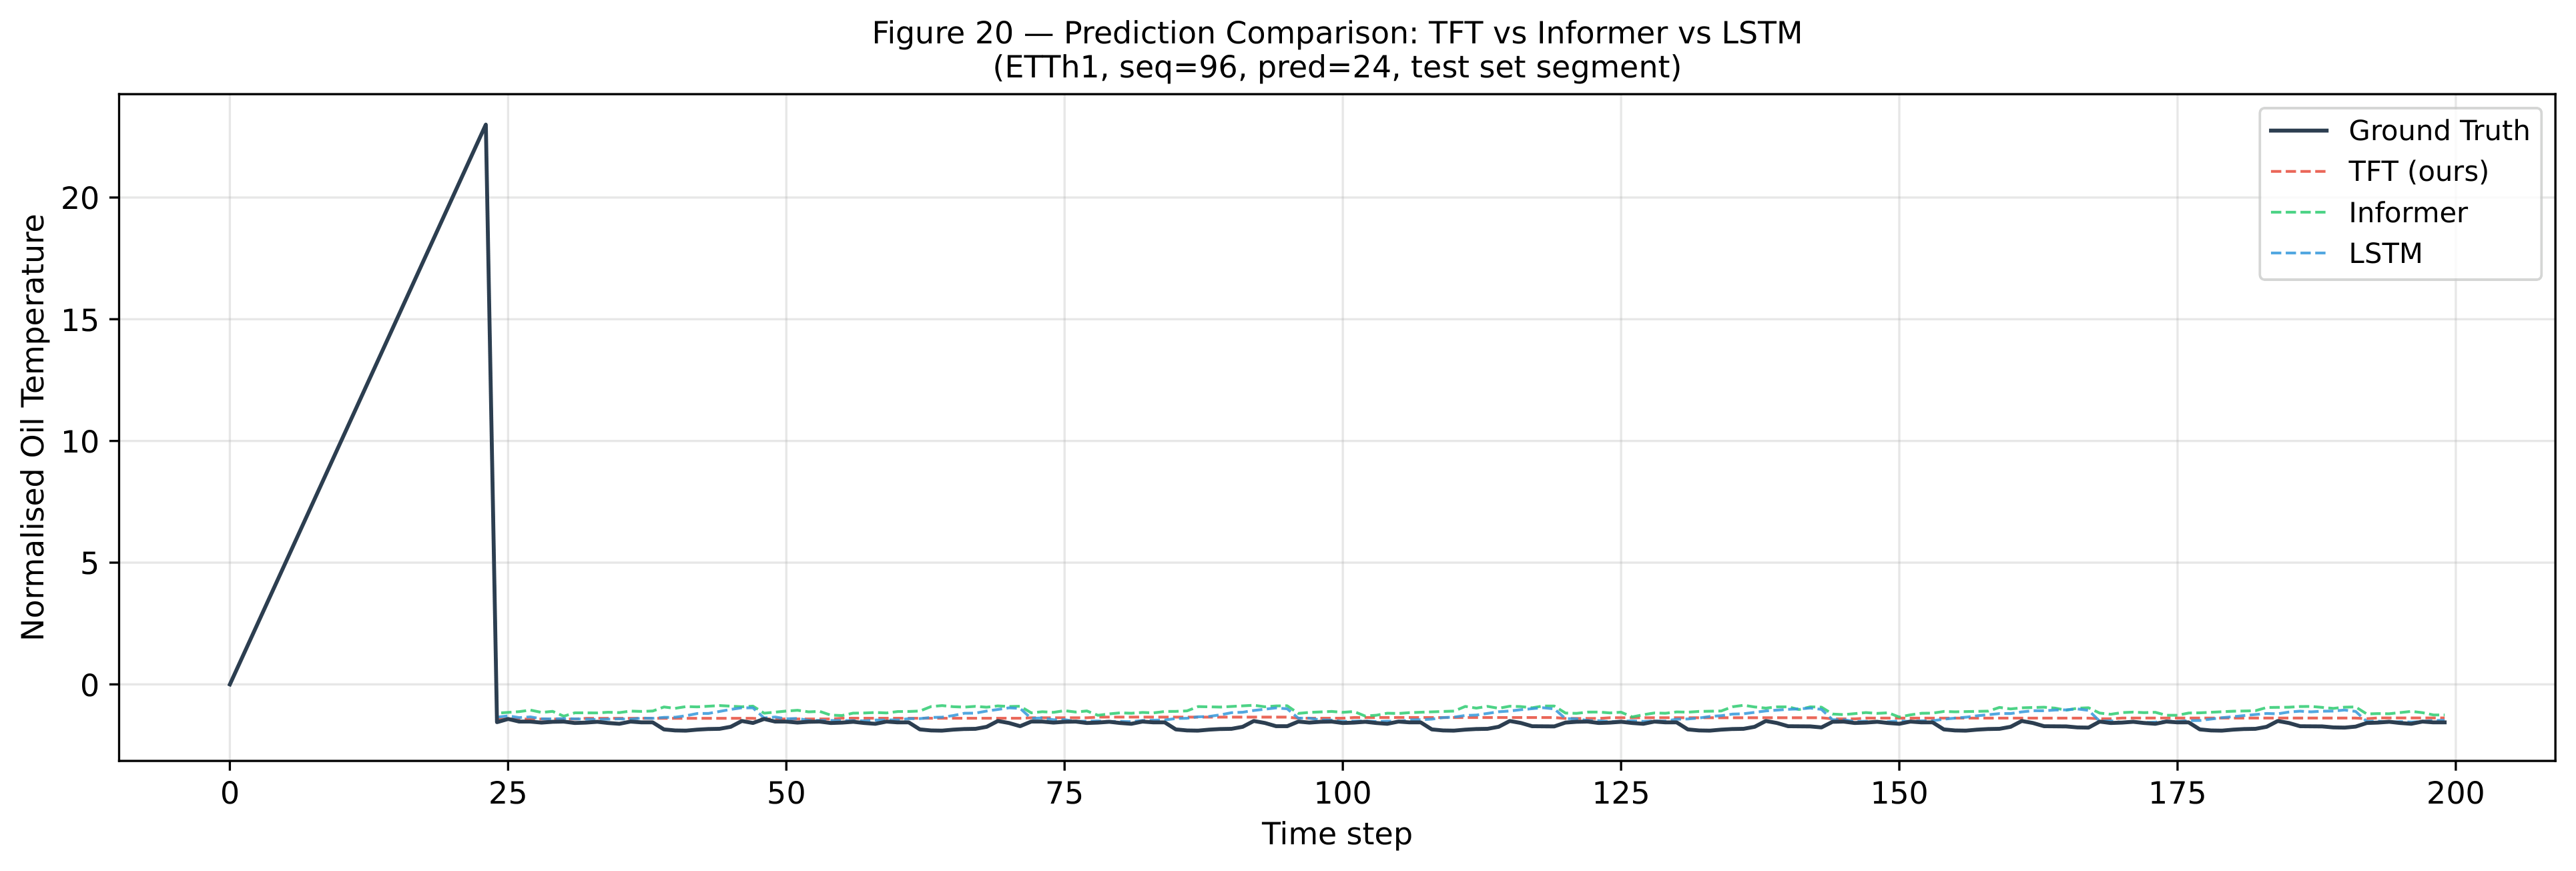 Figure 20 — Prediction Comparison: TFT vs Informer vs LSTM
(ETTh1, seq=96, pred=24, test set segment)
Normalised Oil Temperature
20
15
10
5
0
Ground Truth
TFT (ours)
Informer
LSTM
0 25 50 75 100 125 150 175 200
Time step